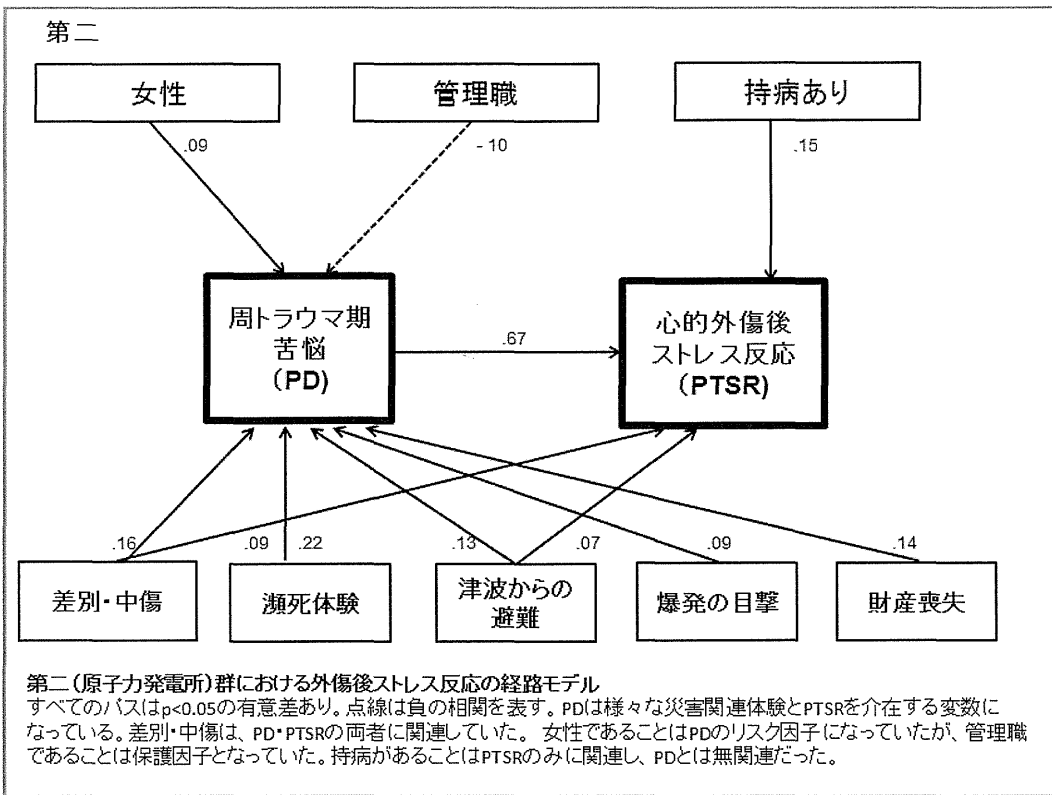 第二
女性
管理職
持病あり
.09
- 10
.15
周トラウマ期
苦悩
(PD)
.67
心的外傷後
ストレス反応
(PTSR)
.16
.09
.22
.13
.07
.09
.14
差別・中傷
瀕死体験
津波からの
避難
爆発の目撃
財産喪失
第二(原子力発電所)群における外傷後ストレス反応の経路モデル
すべてのパスはp<0.05の有意差あり。点線は負の相関を表す。PDは様々な災害関連体験とPTSRを介在する変数に
なっている。差別・中傷は、PD・PTSRの両者に関連していた。 女性であることはPDのリスク因子になっていたが、管理職
であることは保護因子となっていた。持病があることはPTSRのみに関連し、PDとは無関連だった。